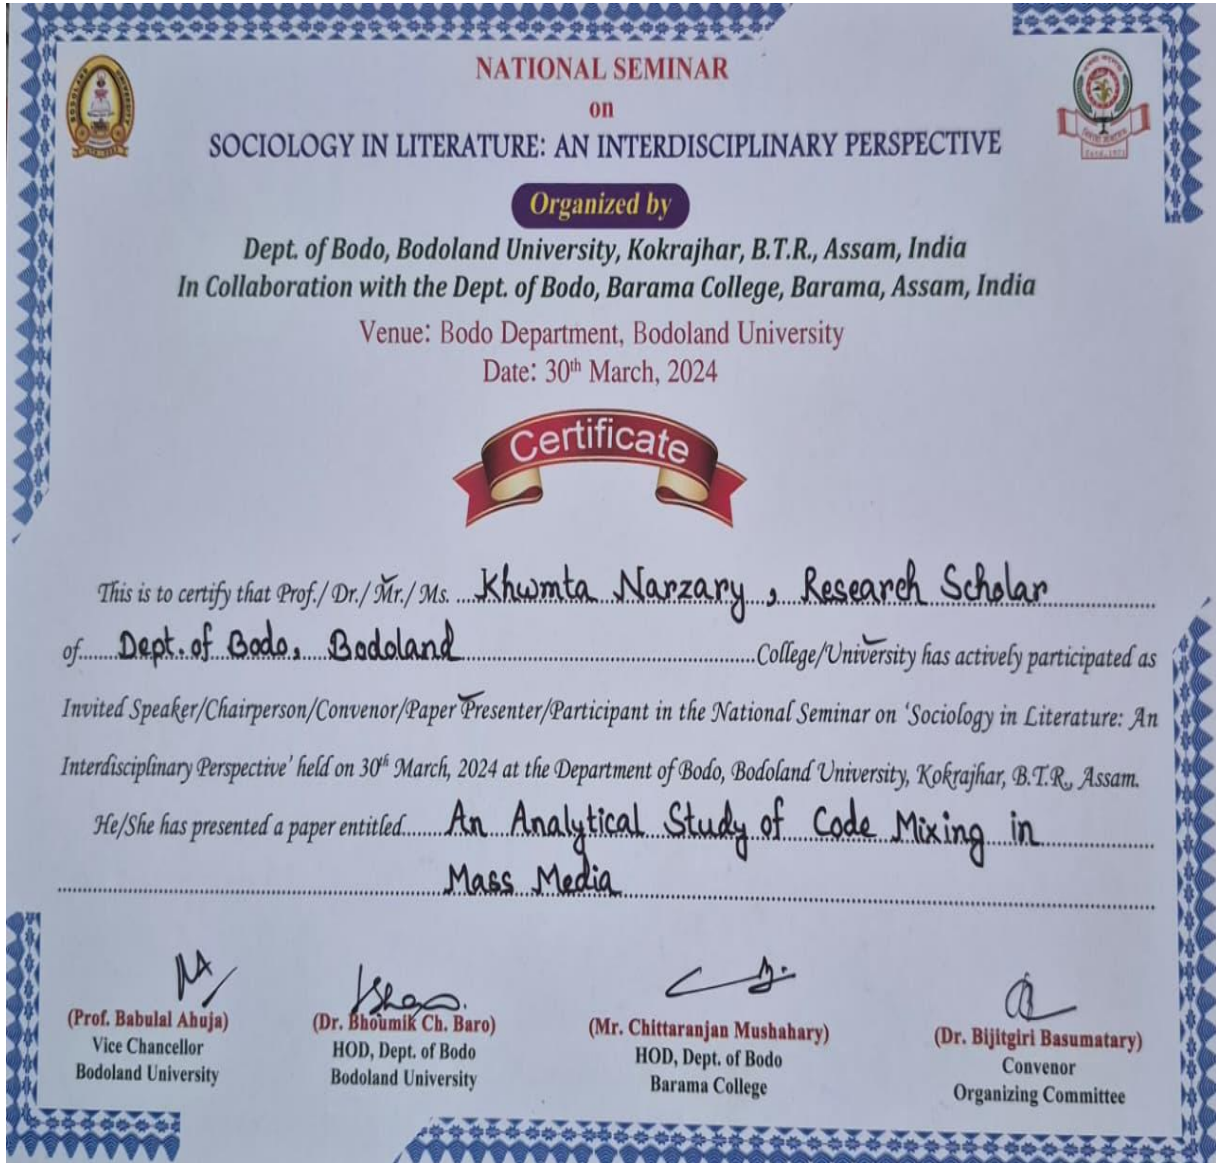 NATIONAL SEMINAR
on
SOCIOLOGY IN LITERATURE: AN INTERDISCIPLINARY PERSPECTIVE
BODOLAND UNIVERSITY
Organized by
Dept. of Bodo, Bodoland University, Kokrajhar, B.T.R., Assam, India
In Collaboration with the Dept. of Bodo, Barama College, Barama, Assam, India
Venue: Bodo Department, Bodoland University
Date: 30th March, 2024
Certificate
This is to certify that Prof./ Dr./ Mr./ Ms. Khwmta Narzary, Research Scholar
of Dept. of Bodo, Bodoland College/University has actively participated as
Invited Speaker/Chairperson/Convenor/Paper Presenter/Participant in the National Seminar on 'Sociology in Literature: An
Interdisciplinary Perspective' held on 30th March, 2024 at the Department of Bodo, Bodoland University, Kokrajhar, B.T.R., Assam.
He/She has presented a paper entitled An Analytical Study of Code Mixing in
Mass Media
(Prof. Babulal Ahuja)
Vice Chancellor
Bodoland University
(Dr. Bhoumik Ch. Baro)
HOD, Dept. of Bodo
Bodoland University
(Mr. Chittaranjan Mushahary)
HOD, Dept. of Bodo
Barama College
(Dr. Bijitgiri Basumatary)
Convenor
Organizing Committee